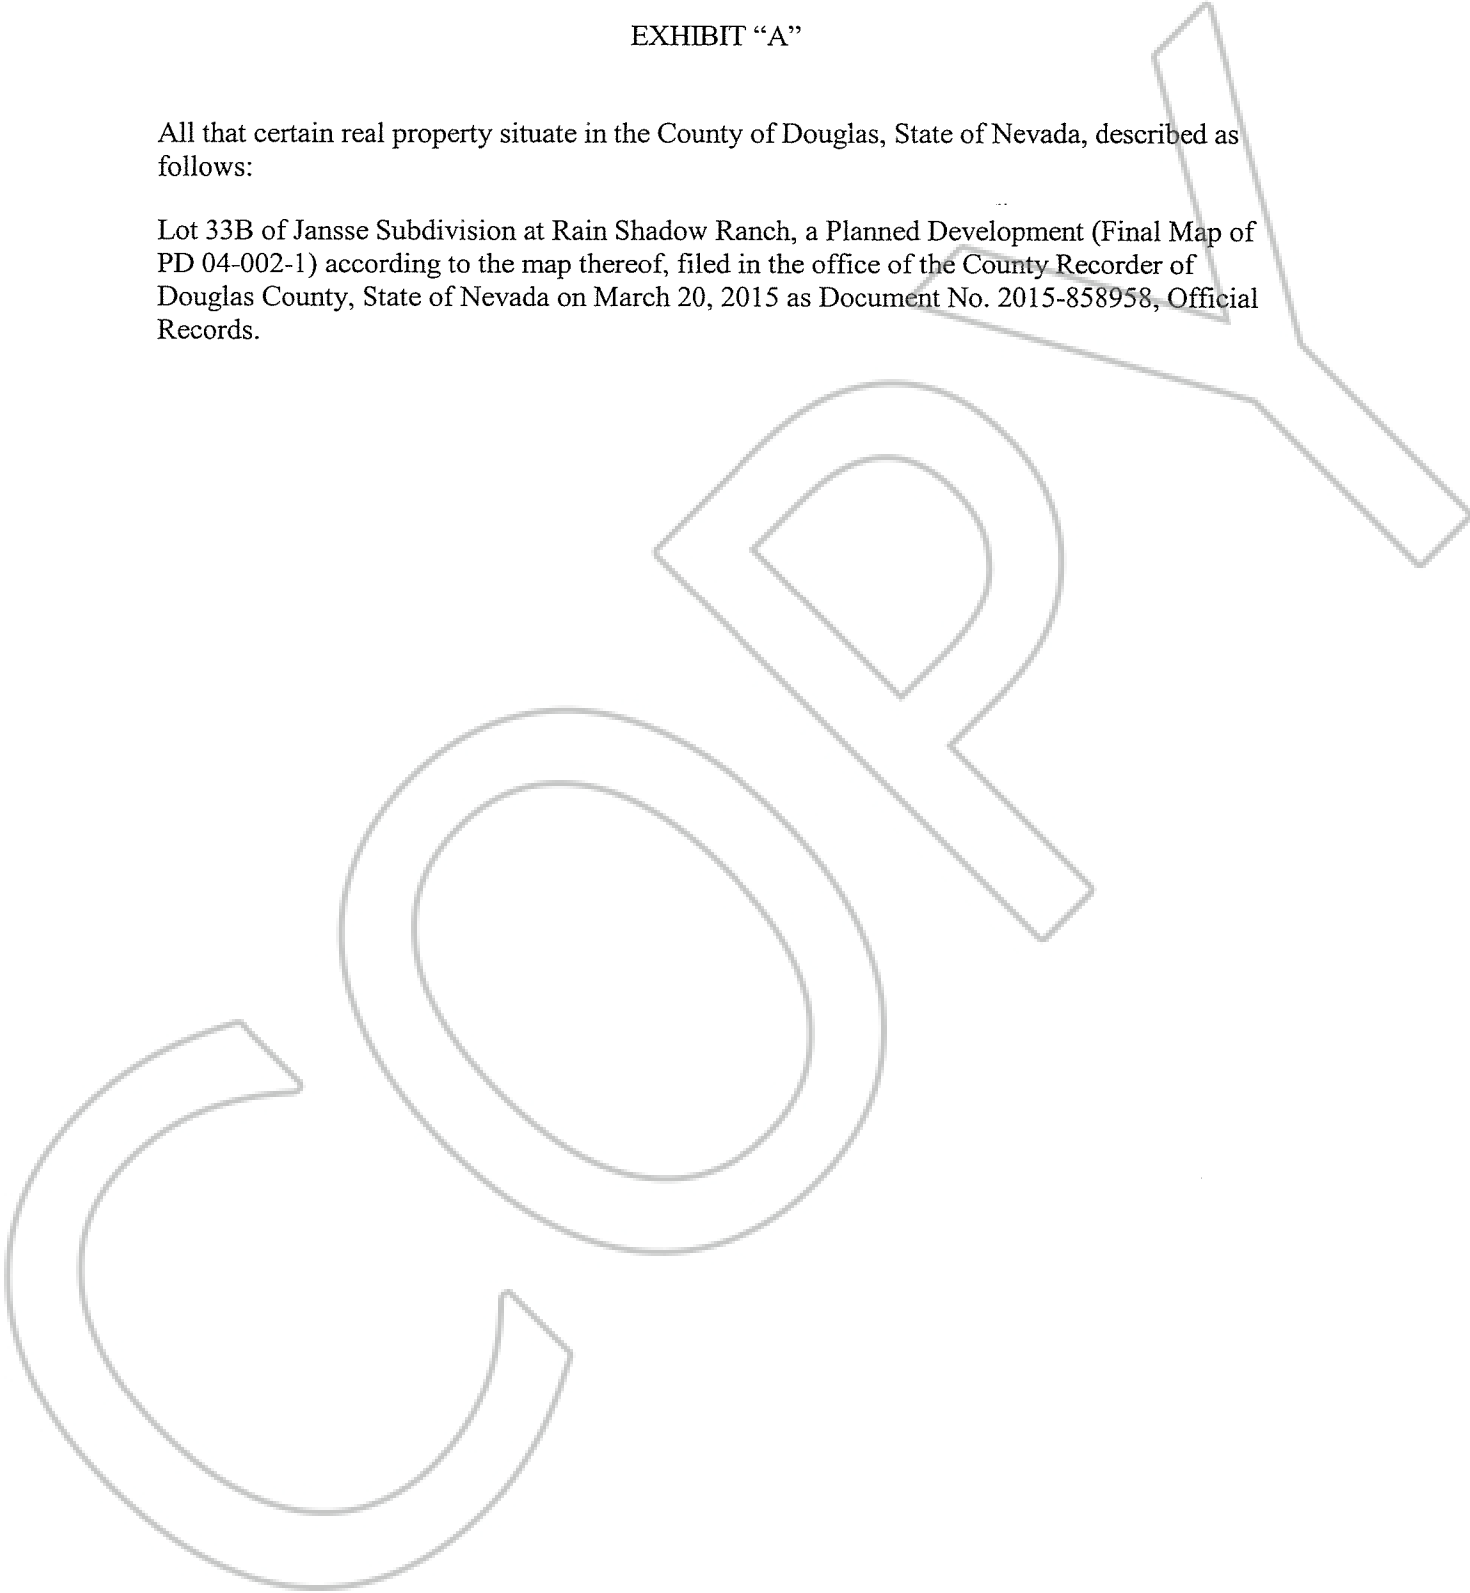 EXHIBIT “A”
All that certain real property situate in the County of Douglas, State of Nevada, described as
follows:
Lot 33B of Jansse Subdivision at Rain Shadow Ranch, a Planned Development (Final Map of
PD 04-002-1) according to the map thereof, filed in the office of the County Recorder of
Douglas County, State of Nevada on March 20, 2015 as Document No. 2015-858958, Official
Records.
COPY